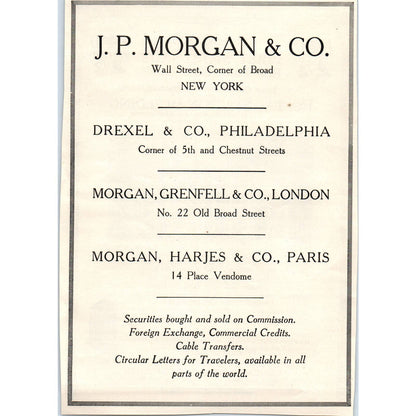 J. P. MORGAN & CO.
Wall Street, Corner of Broad
NEW YORK
DREXEL & CO., PHILADELPHIA
Corner of 5th and Chestnut Streets
MORGAN, GRENFELL & CO., LONDON
No. 22 Old Broad Street
MORGAN, HARJES & CO., PARIS
14 Place Vendome
Securities bought and sold on Commission.
Foreign Exchange, Commercial Credits.
Cable Transfers.
Circular Letters for Travelers, available in all
parts of the world.